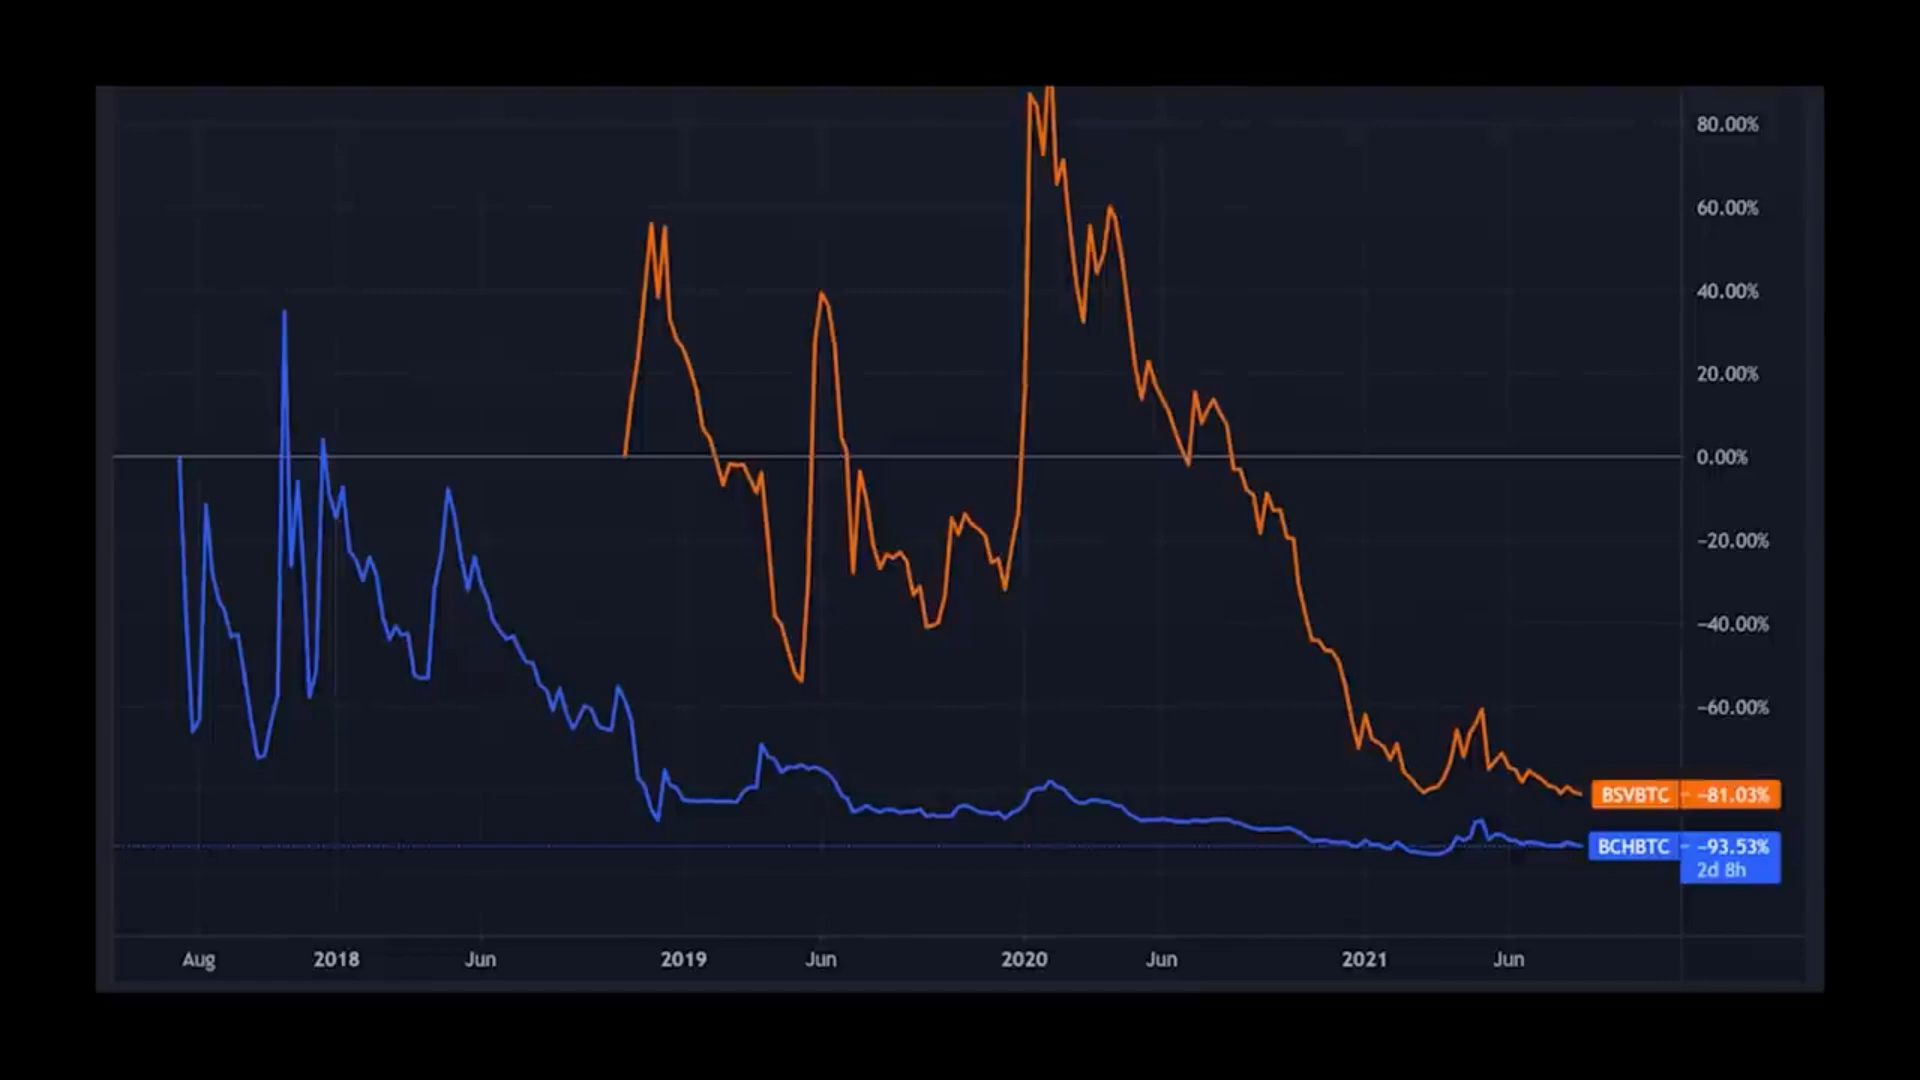 80.00%
60.00%
40.00%
20.00%
0.00%
−20.00%
−40.00%
−60.00%
BSVBTC −81.03%
BCHBTC −93.53%
2d 8h
Aug 2018 Jun 2019 Jun 2020 Jun 2021 Jun